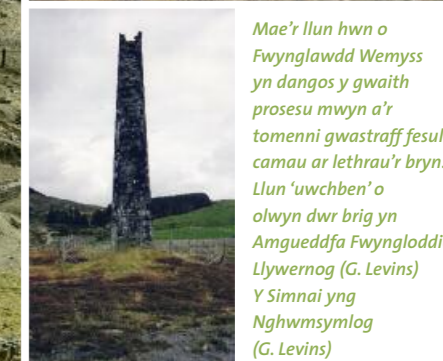 Mae'r llun hwn o
Fwynglawdd Wemyss
yn dangos y gwaith
prosesu mwyn a'r
tomenni gwastraff fesul
camau ar lethrau'r bryn.
Llun 'uwchben' o
olwyn dwr brig yn
Amgueddfa Fwyngloddio
Llywernog (G. Levins)
Y Simnai yng
Nghwmsymlog
(G. Levins)